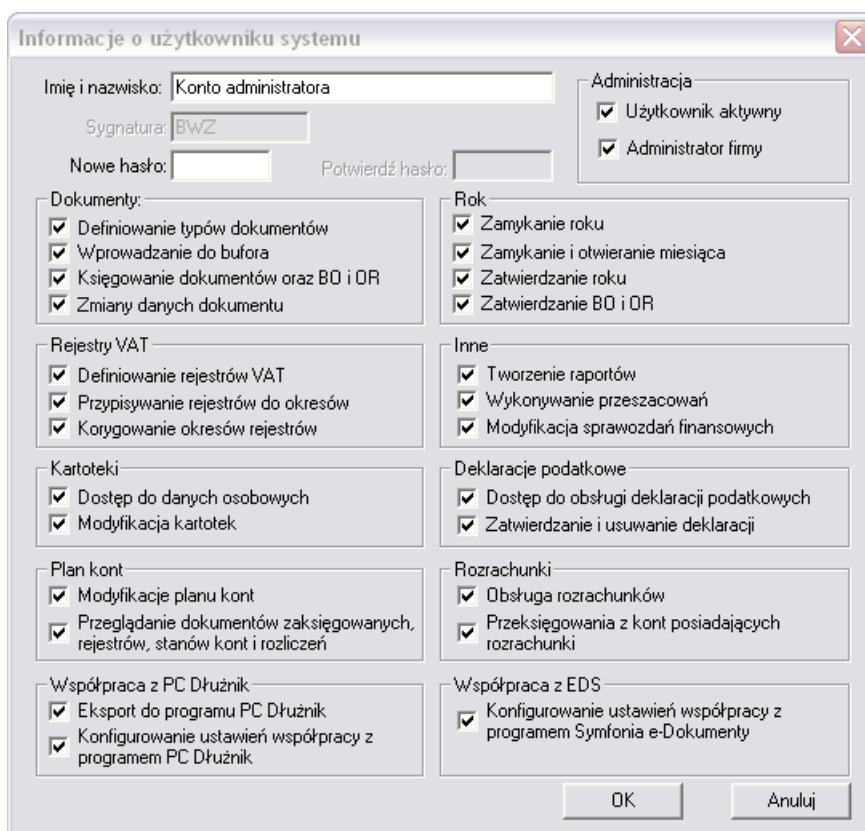 Informacje o użytkowniku systemu
Imię i nazwisko: Konto administratora
Sygnatura: BWZ
Nowe hasło:
Potwierdź hasło:
Administracja
Użytkownik aktywny
Administrator firmy
Dokumenty:
Definiowanie typów dokumentów
Wprowadzanie do bufora
Księgowanie dokumentów oraz BO i OR
Zmiany danych dokumentu
Rok
Zamykanie roku
Zamykanie i otwieranie miesiąca
Zatwierdzanie roku
Zatwierdzanie BO i OR
Rejestry VAT
Definiowanie rejestrów VAT
Przypisywanie rejestrów do okresów
Korygowanie okresów rejestrów
Inne
Tworzenie raportów
Wykonywanie przeszacowań
Modyfikacja sprawozdań finansowych
Kartoteki
Dostęp do danych osobowych
Modyfikacja kartotek
Deklaracje podatkowe
Dostęp do obsługi deklaracji podatkowych
Zatwierdzanie i usuwanie deklaracji
Plan kont
Modyfikacje planu kont
Przeglądanie dokumentów zaksięgowanych,
rejestrów, stanów kont i rozliczeń
Rozrachunki
Obsługa rozrachunków
Przeksięgowania z kont posiadających
rozrachunki
Współpraca z PC Dłużnik
Eksport do programu PC Dłużnik
Konfigurowanie ustawień współpracy z
programem PC Dłużnik
Współpraca z EDS
Konfigurowanie ustawień współpracy z
programem Symfonia e-Dokumenty
OK
Anuluj